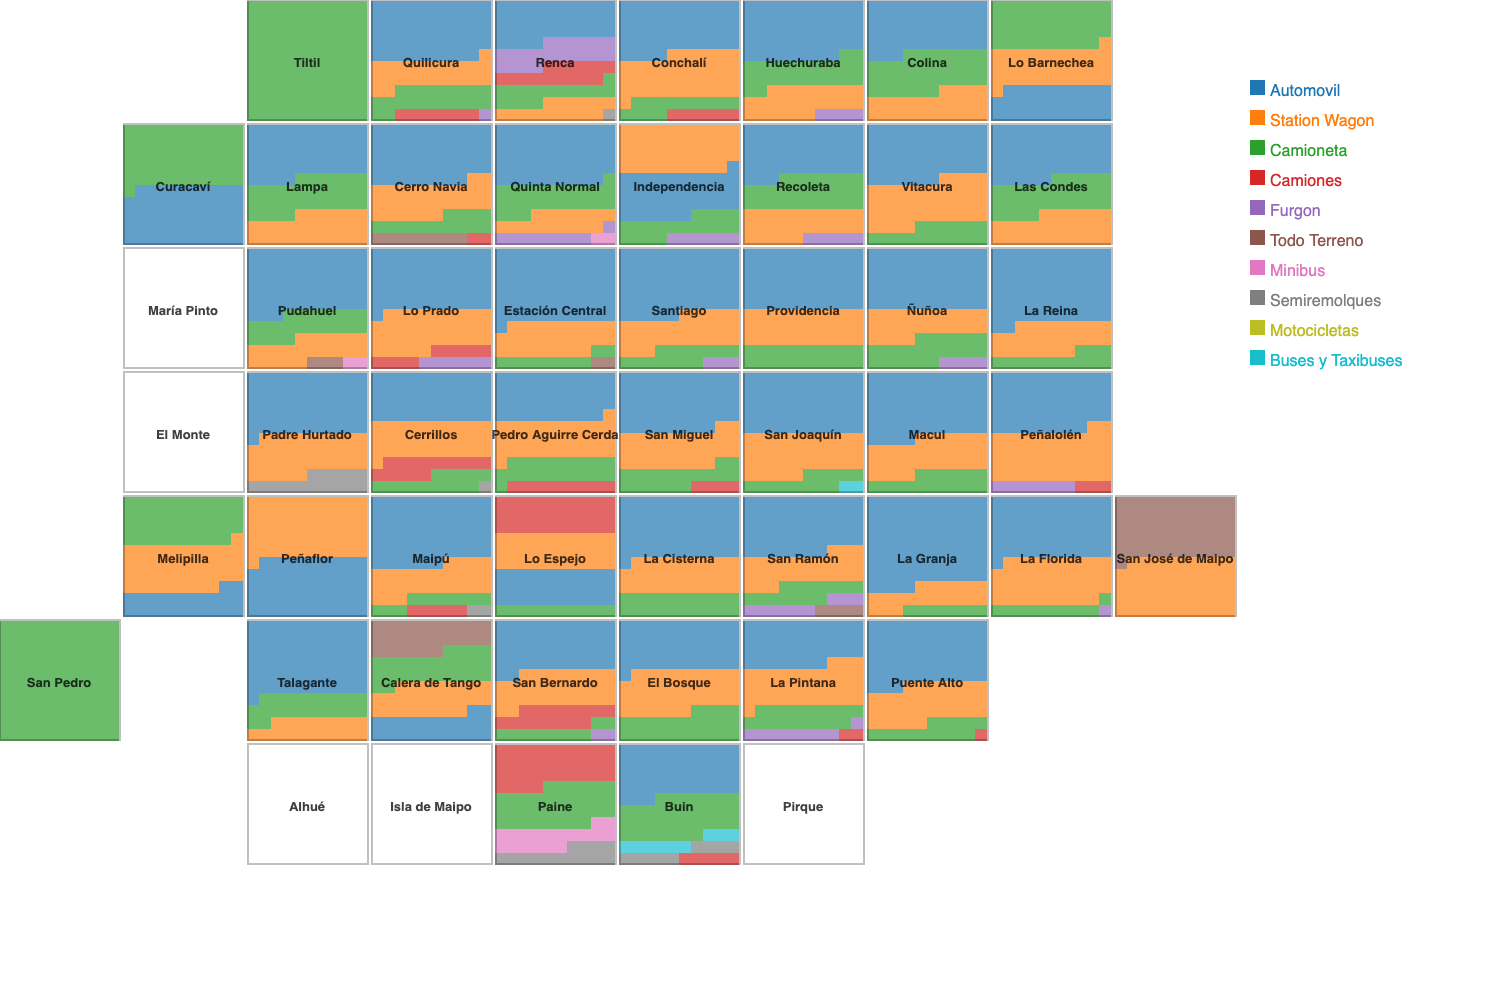 Tiltil
Quilicura
Renca
Conchalí
Huechuraba
Colina
Lo Barnechea
Curacaví
Lampa
Cerro Navia
Quinta Normal
Independencia
Recoleta
Vitacura
Las Condes
María Pinto
Pudahuel
Lo Prado
Estación Central
Santiago
Providencia
Ñuñoa
La Reina
El Monte
Padre Hurtado
Cerrillos
Pedro Aguirre Cerda
San Miguel
San Joaquín
Macul
Peñalolén
Melipilla
Peñaflor
Maipú
Lo Espejo
La Cisterna
San Ramón
La Granja
La Florida
San José de Maipo
San Pedro
Talagante
Calera de Tango
San Bernardo
El Bosque
La Pintana
Puente Alto
Alhué
Isla de Maipo
Paine
Buin
Pirque
Automovil
Station Wagon
Camioneta
Camiones
Furgon
Todo Terreno
Minibus
Semiremolques
Motocicletas
Buses y Taxibuses